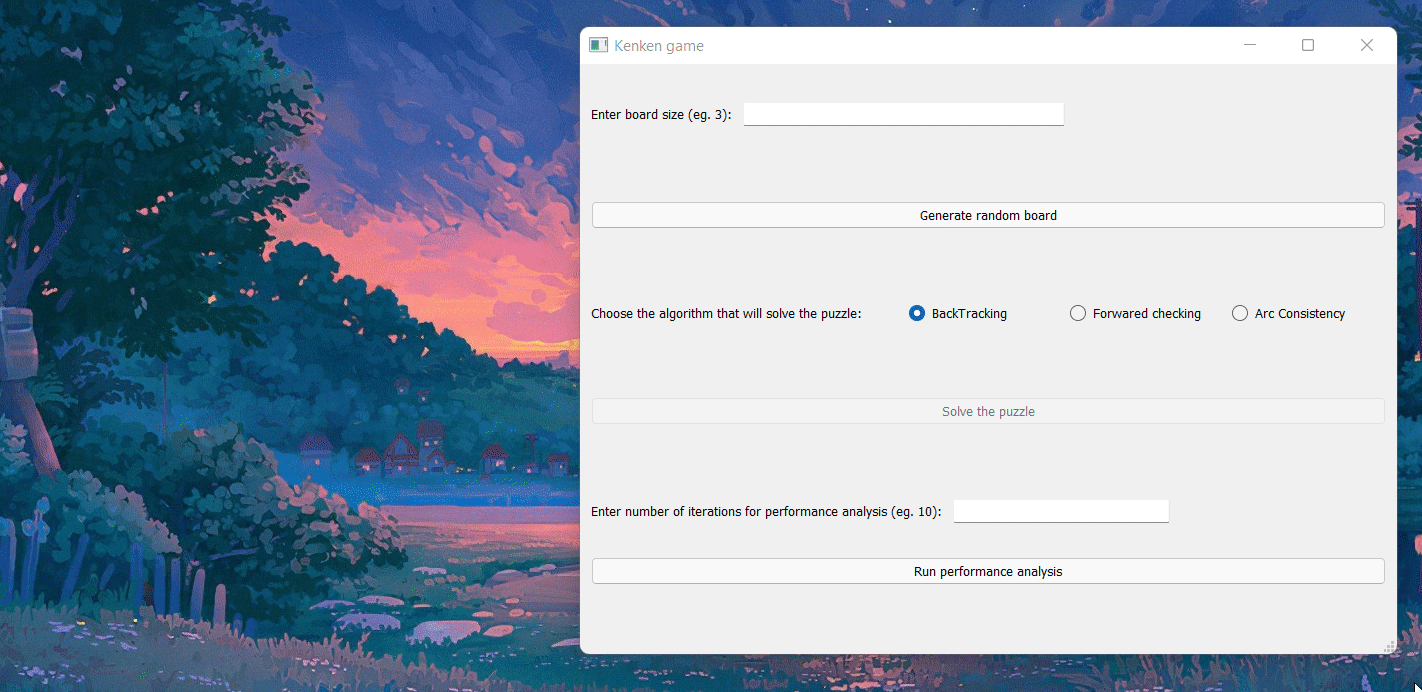 Kenken game
Enter board size (eg. 3):
Generate random board
Choose the algorithm that will solve the puzzle: BackTracking Forwared checking Arc Consistency
Solve the puzzle
Enter number of iterations for performance analysis (eg. 10):
Run performance analysis